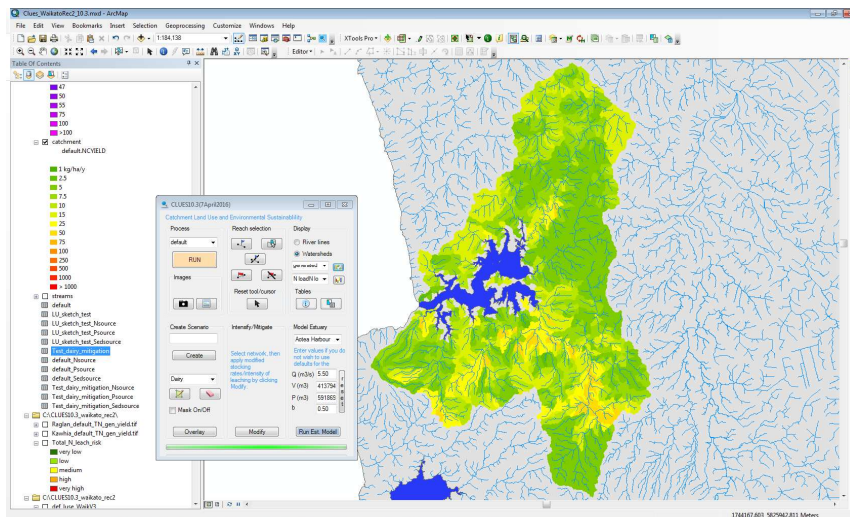 Clues_WaikatoRec2_10.3.mxd - ArcMap
File Edit View Bookmarks Insert Selection Geoprocessing Customize Windows Help
1:184,138
XTools Pro
Editor
Table Of Contents
47
50
55
75
100
>100
catchment
default.NCYIELD
1 kg/ha/y
2.5
5
7.5
10
15
25
50
75
100
250
500
1000
> 1000
streams
default
LU_sketch_test
LU_sketch_test_Nsource
LU_sketch_test_Psource
LU_sketch_test_Sedsource
Test_dairy_mitigation
default_Nsource
default_Psource
default_Sedsource
Test_dairy_mitigation_Nsource
Test_dairy_mitigation_Psource
Test_dairy_mitigation_Sedsource
C:\CLUES10.3_waikato_rec2\
Raglan_default_TN_gen_yield.tif
Kawhia_default_TN_gen_yield.tif
Total_N_leach_risk
very low
low
medium
high
very high
C:\CLUES10.3_waikato_rec2
def_luse_WaikV3
CLUES10.3(7April2016)
Catchment Land Use and Environmental Sustainability
Process Reach selection Display
default
River lines
RUN
Watersheds
generated
Images
N load
Reset tool/cursor
Tables
Create Scenario Intensify/Mitigate Model Estuary
Aotea Harbour
Create
Select network, then
apply modified
stocking
rates/intensity of
leaching by clicking
Modify.
Enter values if you do
not wish to use
defaults for the
Dairy
Q (m3/s) 5.50
V (m3) 413794
P (m3) 591869
b 0.50
reset
Mask On/Off
Overlay Modify Run Est. Model
1744167.603 5825942.811 Meters